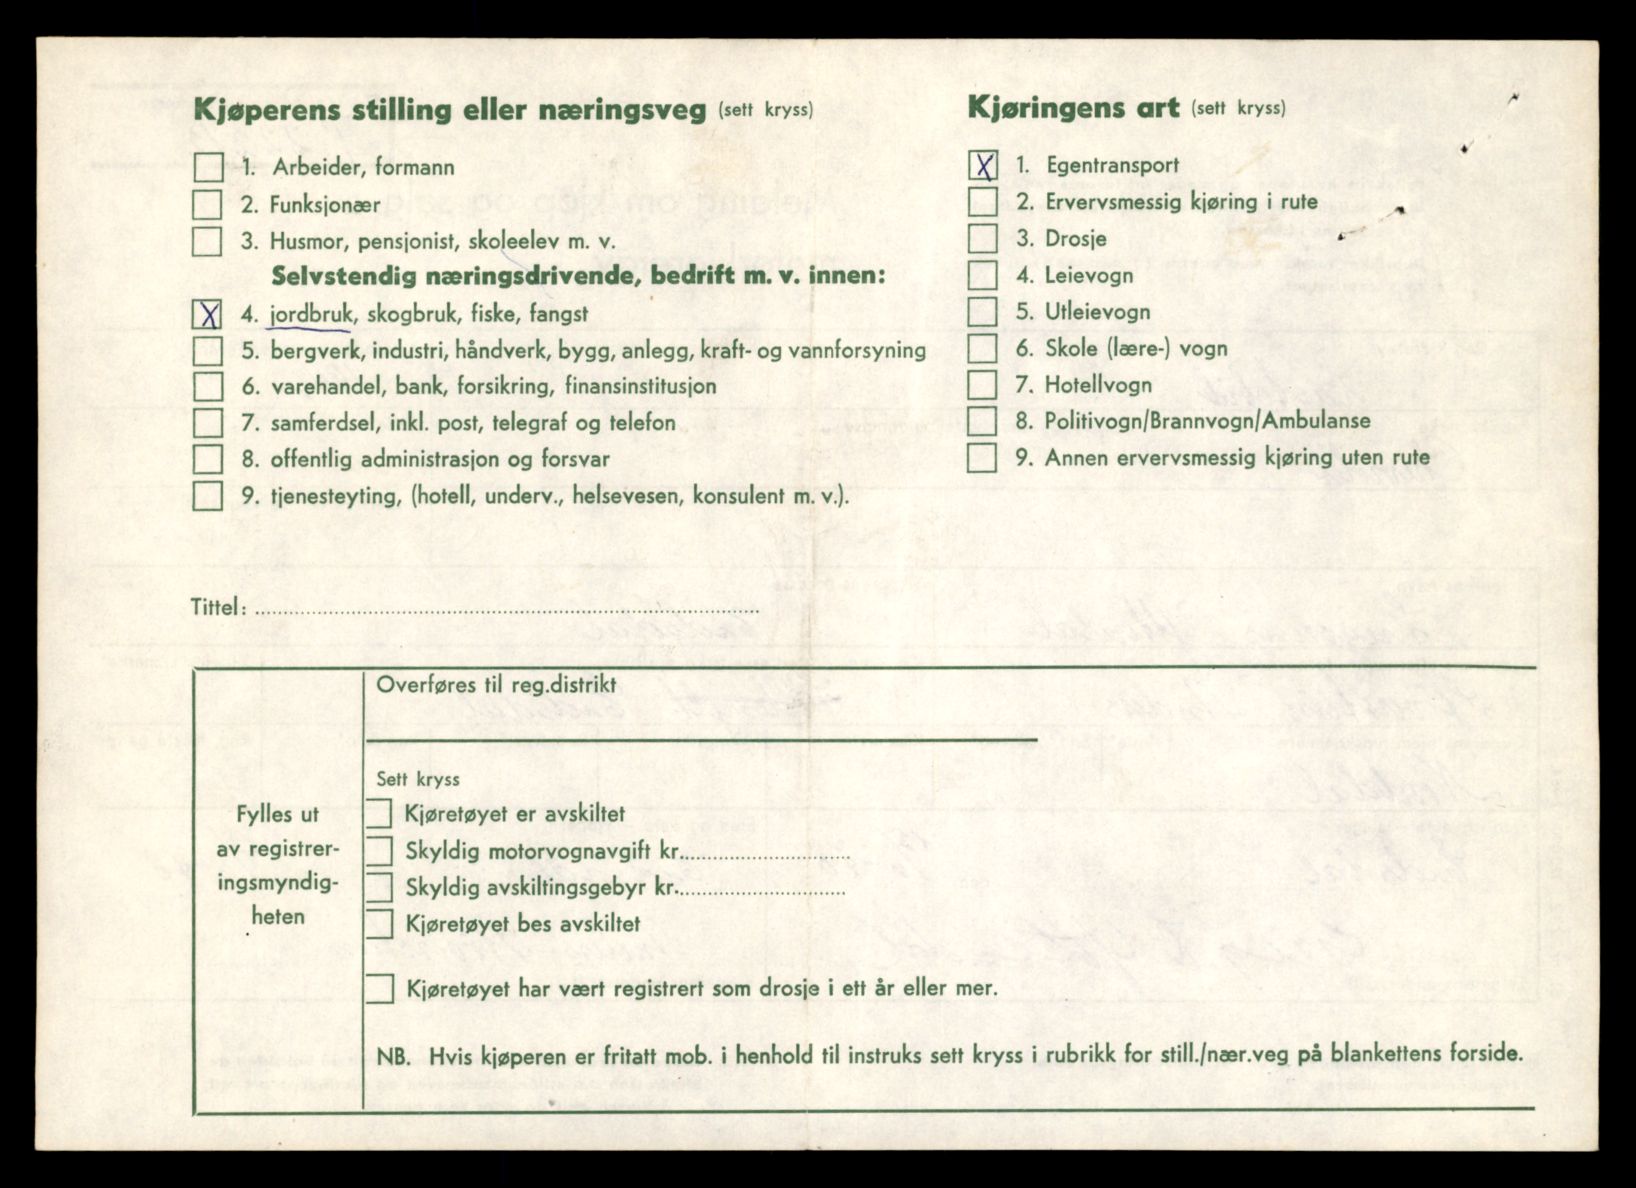 Kjøperens stilling eller næringsveg (sett kryss)
1. Arbeider, formann
2. Funksjonær
3. Husmor, pensjonist, skoleelev m. v.
Selvstendig næringsdrivende, bedrift m. v. innen:
X 4. jordbruk, skogbruk, fiske, fangst
5. bergverk, industri, håndverk, bygg, anlegg, kraft- og vannforsyning
6. varehandel, bank, forsikring, finansinstitusjon
7. samferdsel, inkl. post, telegraf og telefon
8. offentlig administrasjon og forsvar
9. tjenesteyting, (hotell, underv., helsevesen, konsulent m. v.).
Kjøringens art (sett kryss)
X 1. Egentransport
2. Ervervsmessig kjøring i rute
3. Drosje
4. Leievogn
5. Utleievogn
6. Skole (lære-) vogn
7. Hotellvogn
8. Politivogn/Brannvogn/Ambulanse
9. Annen ervervsmessig kjøring uten rute
Tittel:
Fylles ut
av registrer-
ingsmyndig-
heten
Overføres til reg.distrikt
Sett kryss
Kjøretøyet er avskiltet
Skyldig motorvognavgift kr.
Skyldig avskiltingsgebyr kr.
Kjøretøyet bes avskiltet
Kjøretøyet har vært registrert som drosje i ett år eller mer.
NB. Hvis kjøperen er fritatt mob. i henhold til instruks sett kryss i rubrikk for still./nær.veg på blankettens forside.